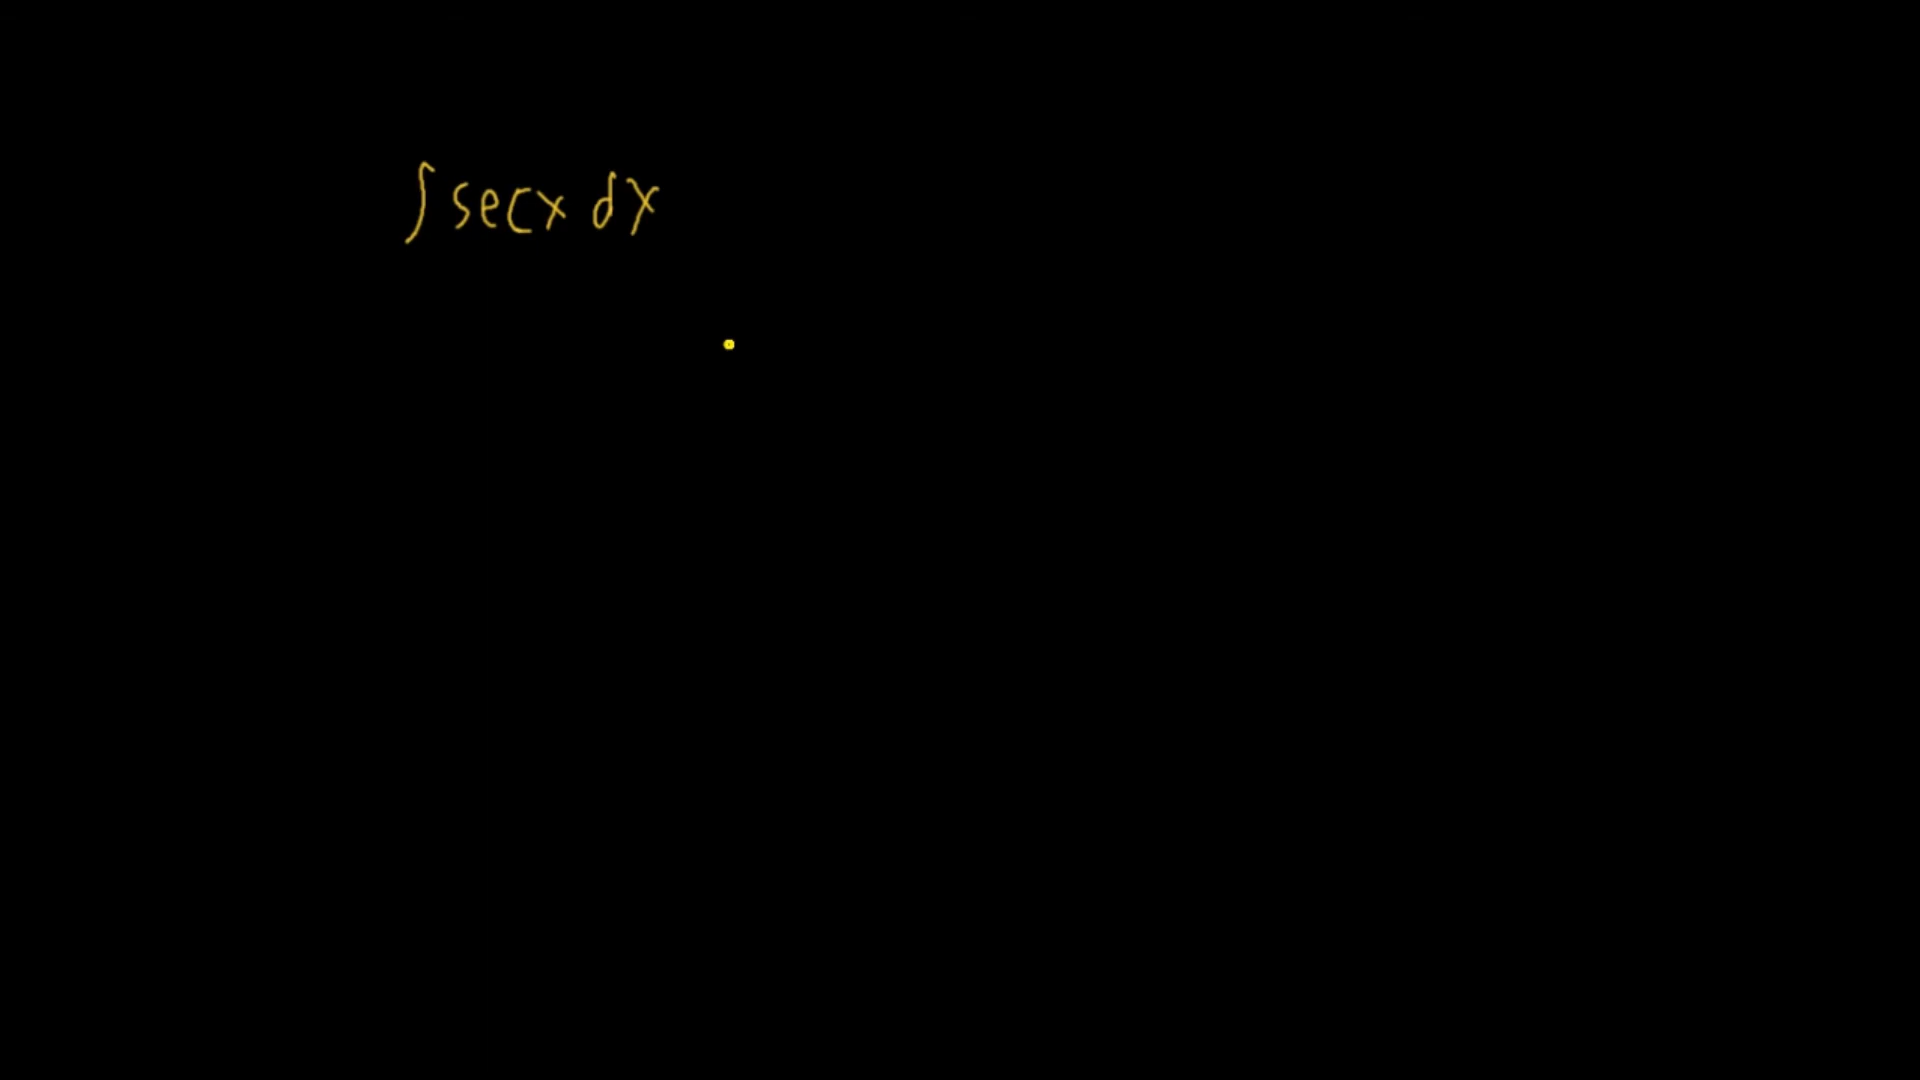 ∫ secx dx